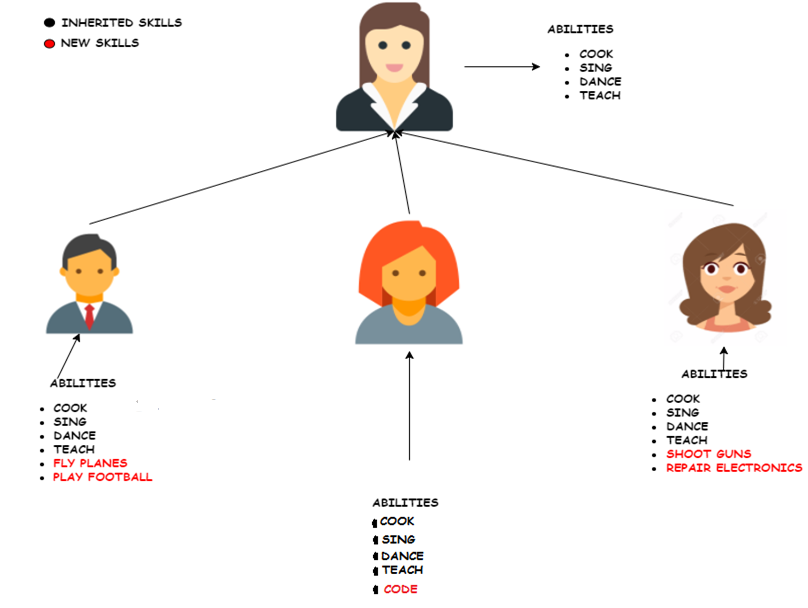 INHERITED SKILLS
NEW SKILLS
ABILITIES
COOK
SING
DANCE
TEACH
ABILITIES
COOK
SING
DANCE
TEACH
FLY PLANES
PLAY FOOTBALL
ABILITIES
COOK
SING
DANCE
TEACH
CODE
ABILITIES
COOK
SING
DANCE
TEACH
SHOOT GUNS
REPAIR ELECTRONICS